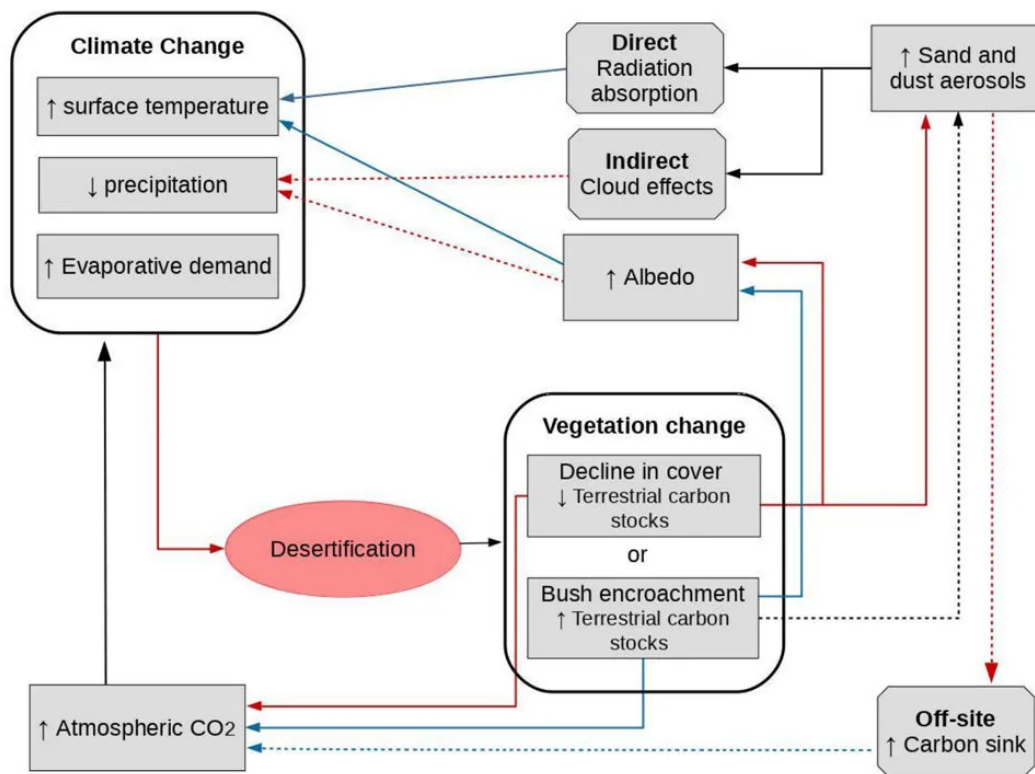 Climate Change
↑ surface temperature
↓ precipitation
↑ Evaporative demand
Direct
Radiation
absorption
Indirect
Cloud effects
↑ Albedo
↑ Sand and
dust aerosols
Vegetation change
Decline in cover
↓ Terrestrial carbon
stocks
or
Bush encroachment
↑ Terrestrial carbon
stocks
Desertification
↑ Atmospheric CO2
Off-site
↑ Carbon sink